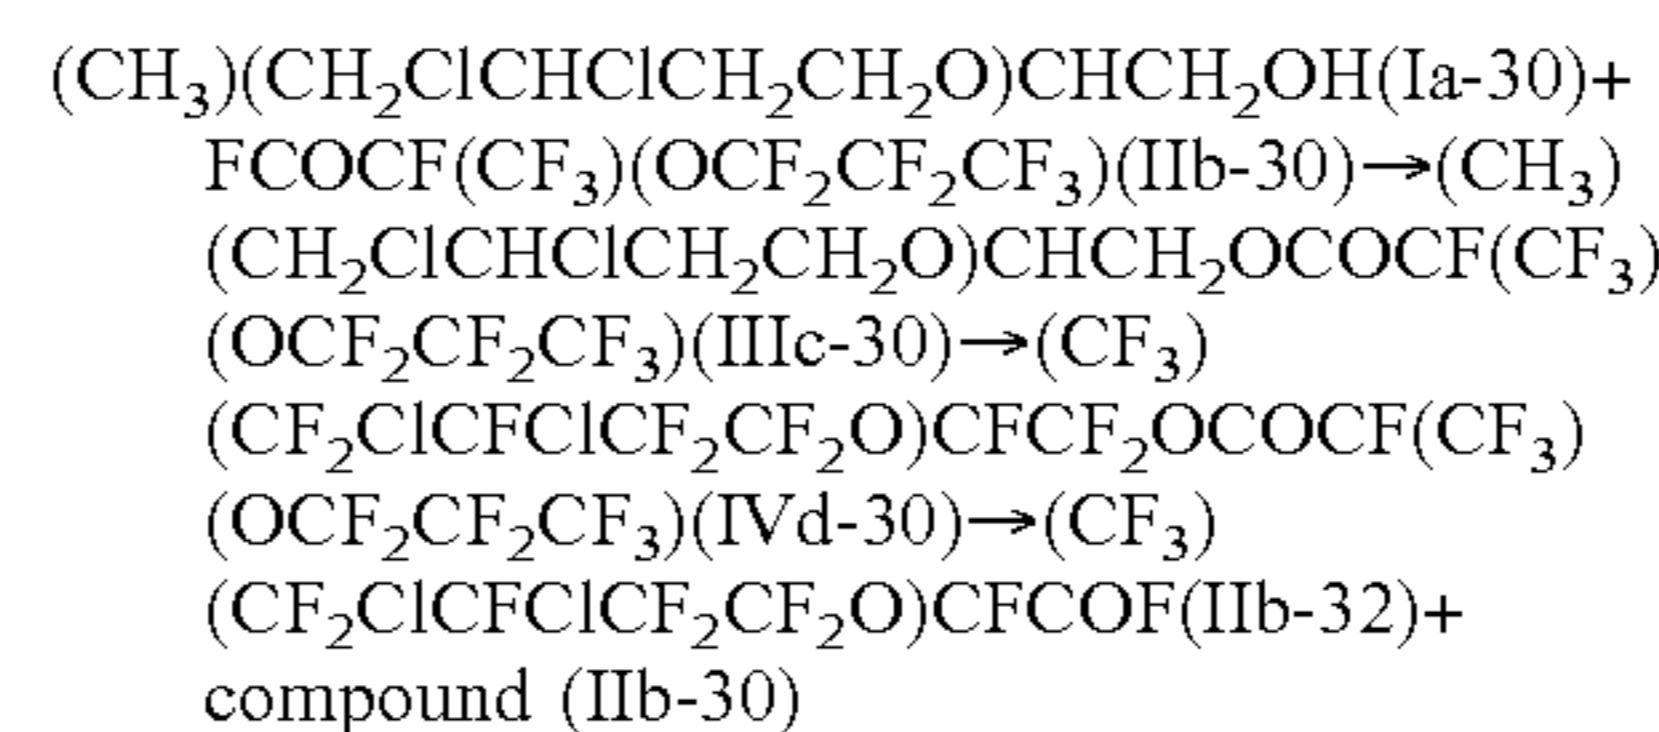 (CH₃)(CH₂ClCHClCH₂CH₂O)CHCH₂OH(Ia-30)+
FCOCF(CF₃)(OCF₂CF₂CF₃)(IIb-30)→(CH₃)
(CH₂ClCHClCH₂CH₂O)CHCH₂OCOCF(CF₃)
(OCF₂CF₂CF₃)(IIIc-30)→(CF₃)
(CF₂ClCFClCF₂CF₂O)CFCF₂OCOCF(CF₃)
(OCF₂CF₂CF₃)(IVd-30)→(CF₃)
(CF₂ClCFClCF₂CF₂O)CFCOF(IIb-32)+
compound (IIb-30)